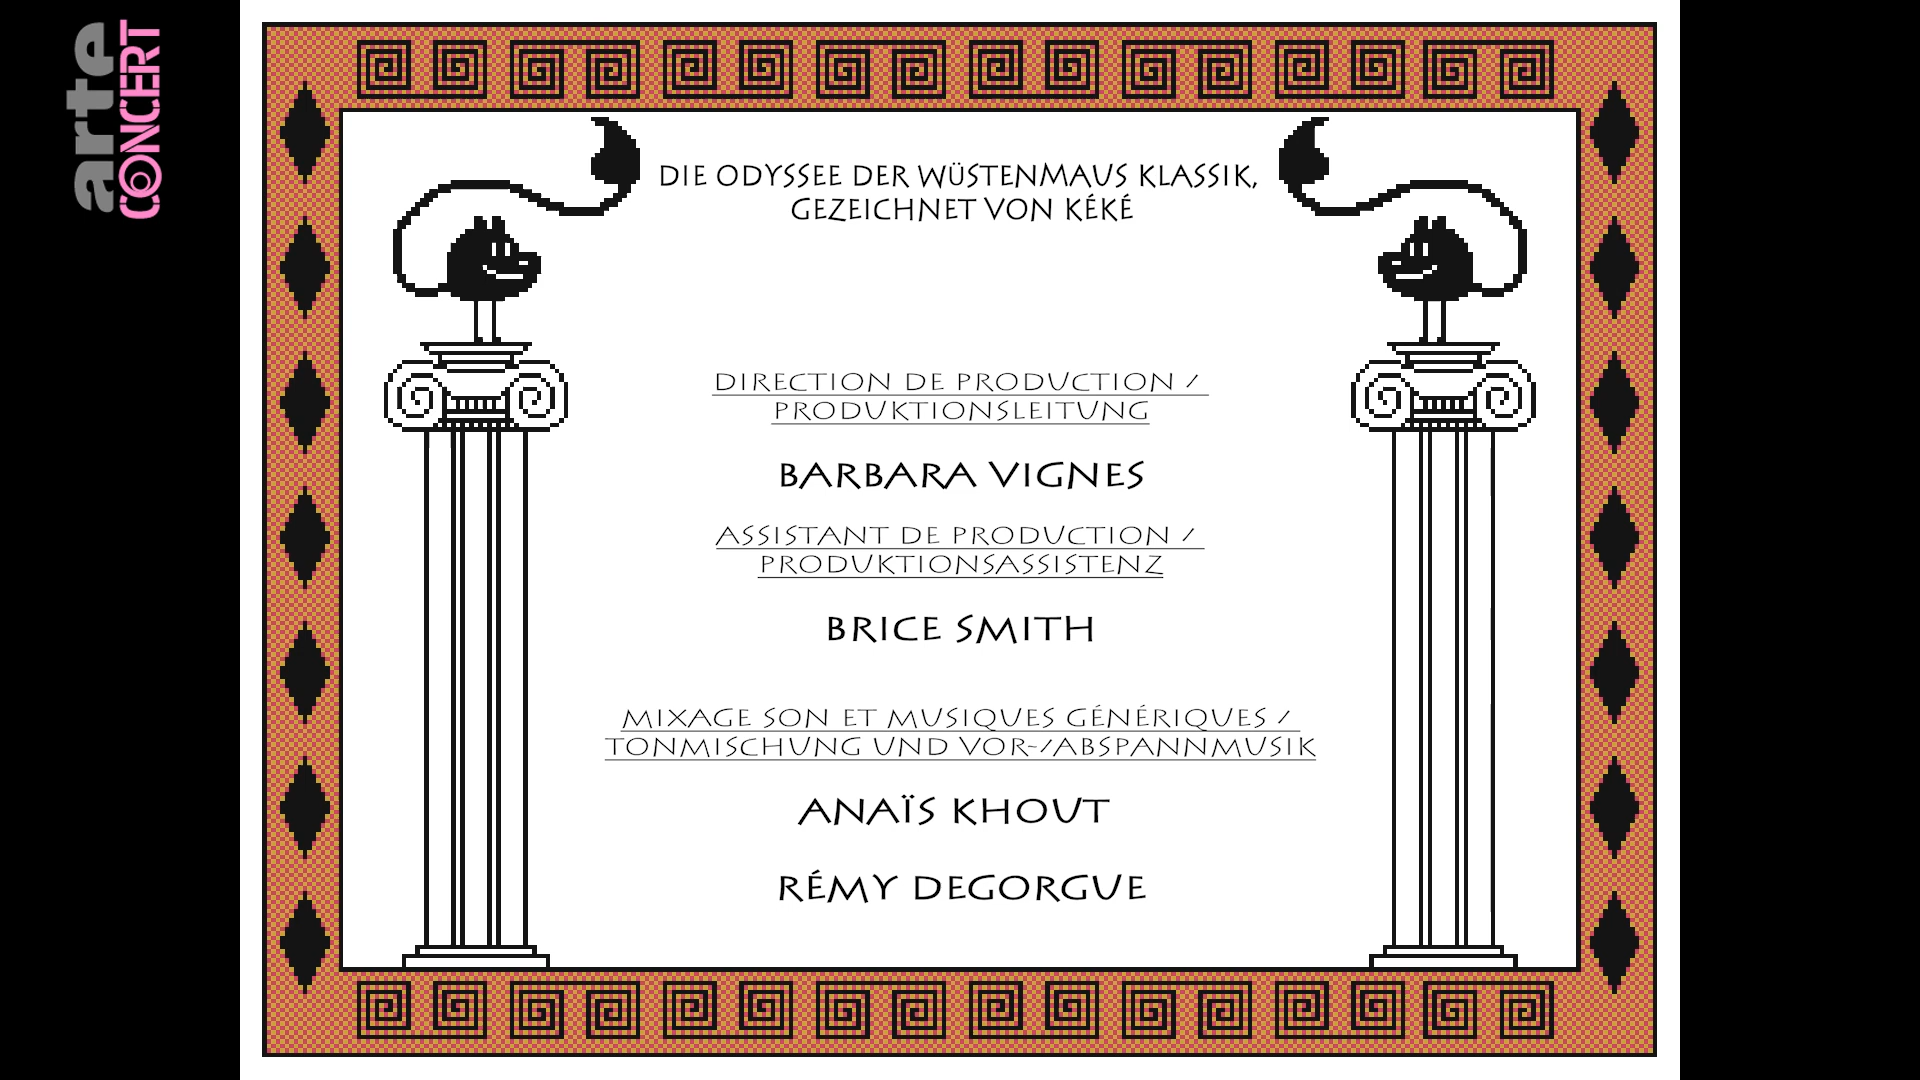 arte
CONCERT
DIE ODYSSEE DER WÜSTENMAUS KLASSIK,
GEZEICHNET VON KÉKÉ
DIRECTION DE PRODUCTION /
PRODUKTIONSLEITUNG
BARBARA VIGNES
ASSISTANT DE PRODUCTION /
PRODUKTIONSASSISTENZ
BRICE SMITH
MIXAGE SON ET MUSIQUES GÉNÉRIQUES /
TONMISCHUNG UND VOR-/ABSPANNMUSIK
ANAÏS KHOUT
RÉMY DEGORGUE